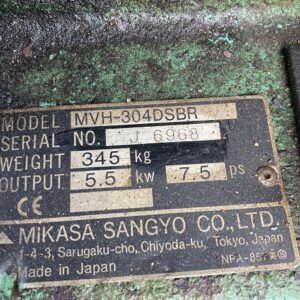 MODEL MVH-304DSBR
SERIAL NO. J 6968
WEIGHT 345 kg
OUTPUT 5.5 kw 7.5 ps
CE
MIKASA SANGYO CO., LTD.
1-4-3, Sarugaku-cho, Chiyoda-ku, Tokyo, Japan
Made in Japan